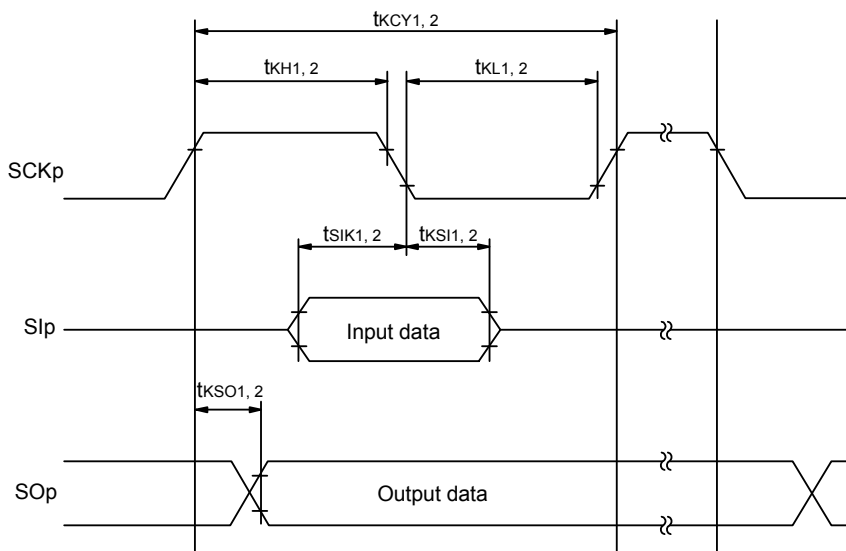 tKCY1, 2
tKH1, 2
tKL1, 2
SCKp
tSIK1, 2
tKSI1, 2
SIp
Input data
tKSO1, 2
SOp
Output data